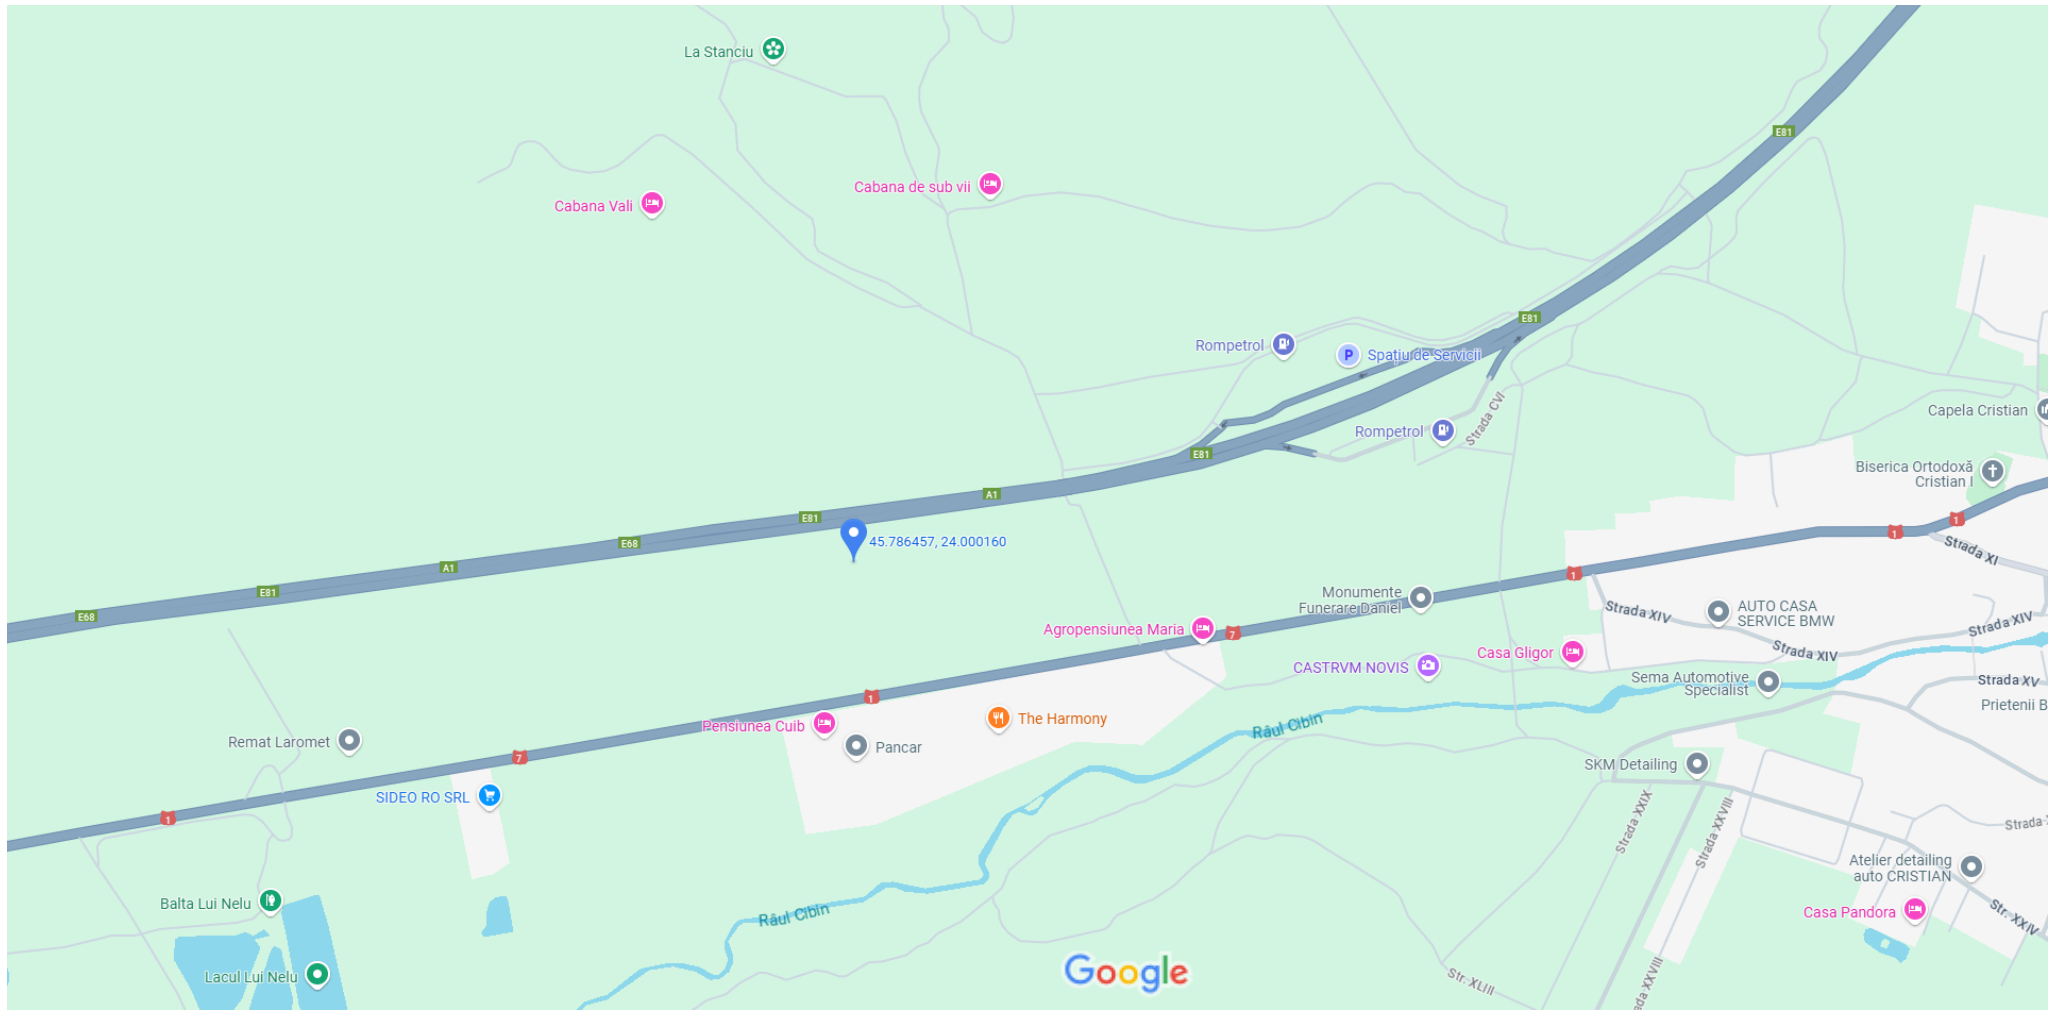 La Stanciu
E81
Cabana de sub vii
Cabana Vali
E81
Rompetrol
Spațiu de Servicii
Strada CVI
Capela Cristian
Rompetrol
E81
Biserica Ortodoxă
Cristian I
A1
E81
1
1
E68
45.786457, 24.000160
Strada XI
A1
1
E81
Monumente
Funerare Daniel
Strada XIV
AUTO CASA
SERVICE BMW
E68
Agropensiunea Maria
7
Strada XIV
Casa Gligor
Strada XIV
CASTRVM NOVIS
Sema Automotive
Specialist
Strada XV
1
Prietenii B
Pensiunea Cuib
The Harmony
Râul Cibin
Remat Laromet
Pancar
7
SKM Detailing
SIDEO RO SRL
1
Strada XXIX
Strada XXVIII
Strada
Atelier detailing
auto CRISTIAN
Balta Lui Nelu
Râul Cibin
Casa Pandora
Str. XXIV
Lacul Lui Nelu
Google
Str. XLIII
ada XXVIII